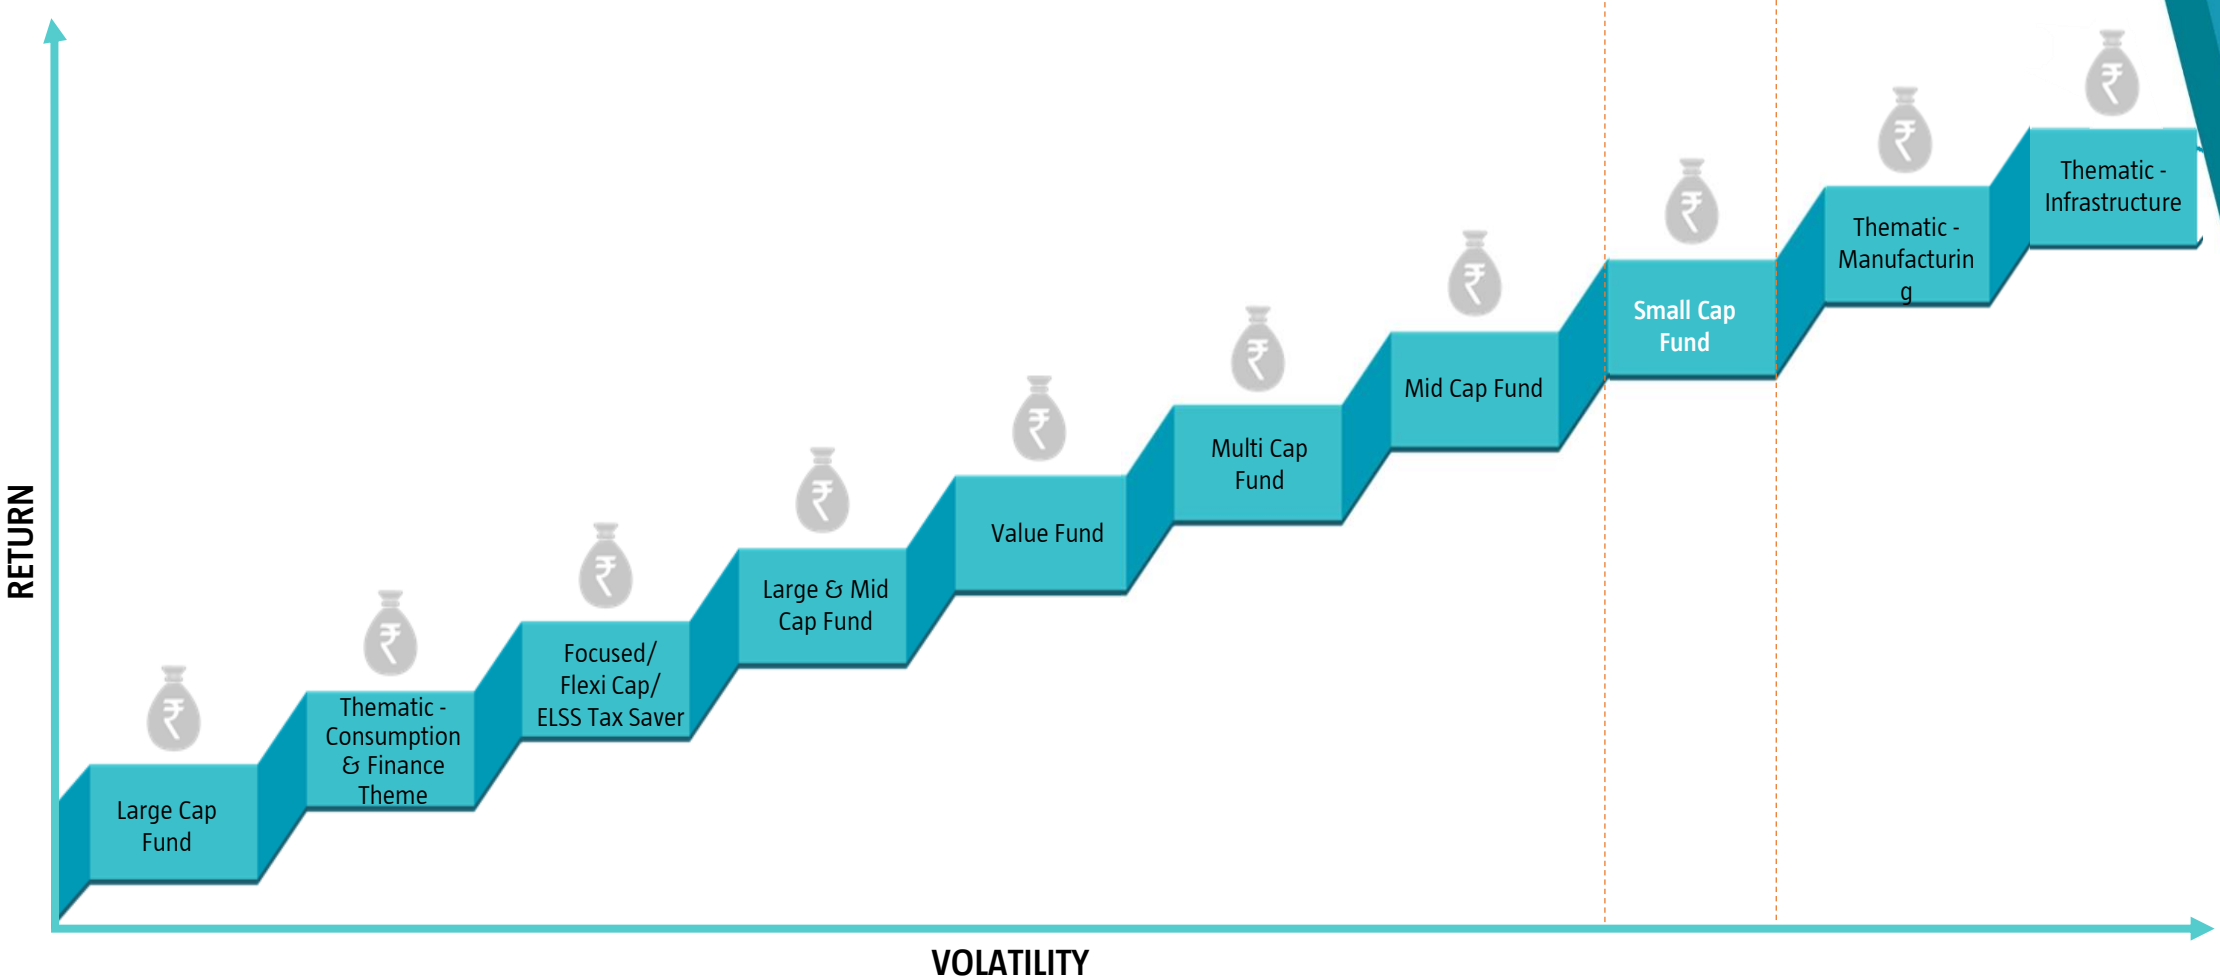 RETURN
Large Cap
Fund
Thematic -
Consumption
& Finance
Theme
Focused/
Flexi Cap/
ELSS Tax Saver
Large & Mid
Cap Fund
Value Fund
Multi Cap
Fund
Mid Cap Fund
Small Cap
Fund
Thematic -
Manufacturin
g
Thematic -
Infrastructure
VOLATILITY
₹
₹
₹
₹
₹
₹
₹
₹
₹
₹